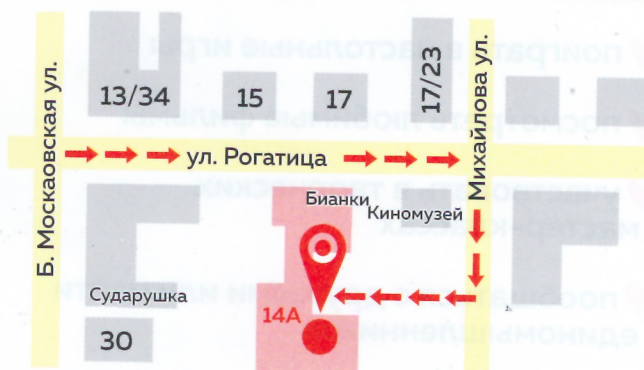 13/34
15
17
17/23
Б. Москаовская ул.
Михайлова ул.
ул. Рогатица
Бианки
Киномузей
Сударушка
14А
30